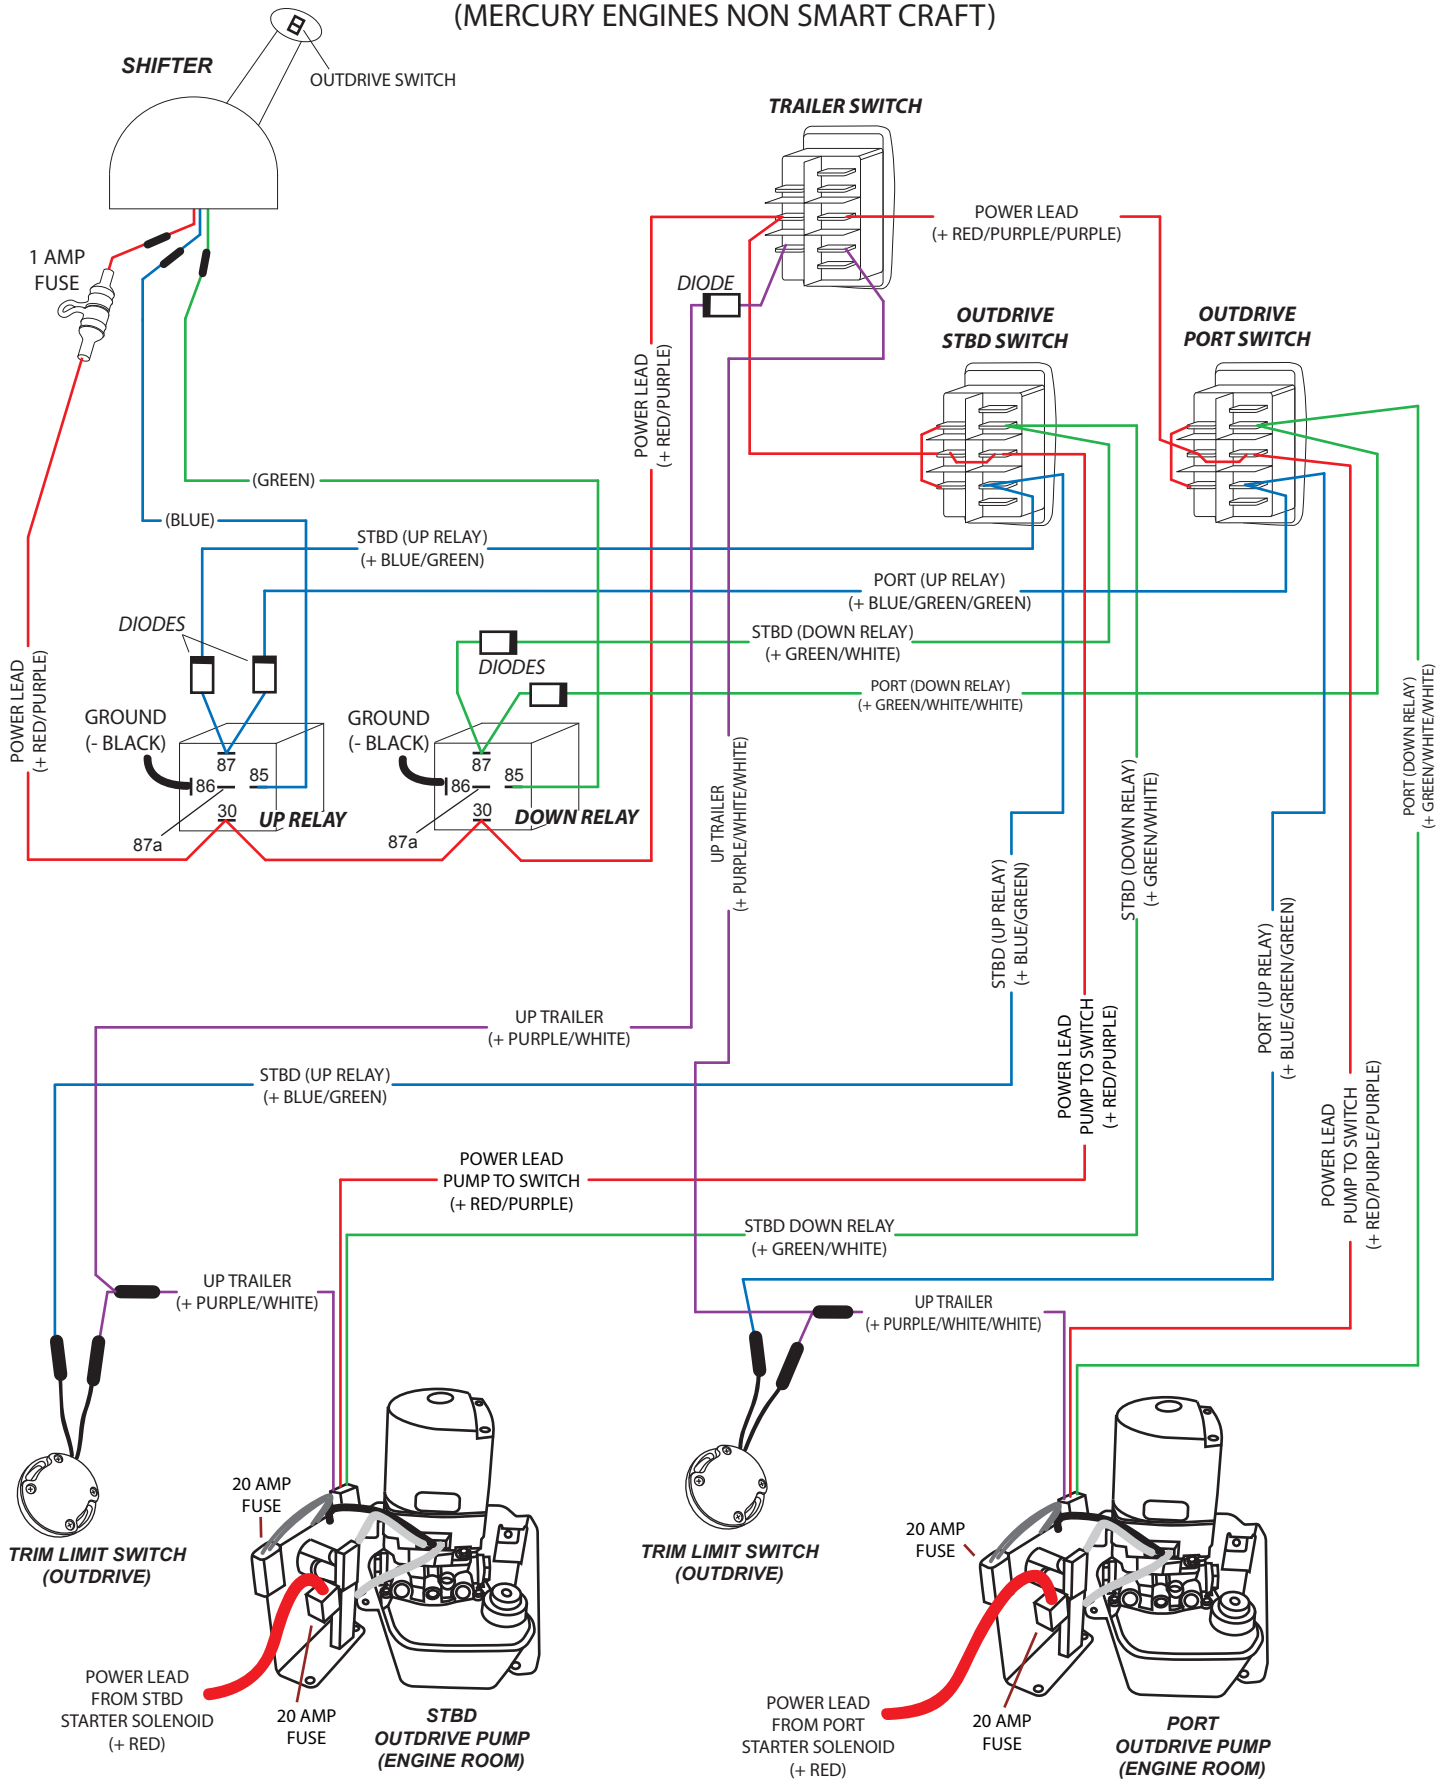 (MERCURY ENGINES NON SMART CRAFT)
SHIFTER
OUTDRIVE SWITCH
TRAILER SWITCH
POWER LEAD
(+ RED/PURPLE/PURPLE)
1 AMP
FUSE
DIODE
OUTDRIVE
STBD SWITCH
OUTDRIVE
PORT SWITCH
POWER LEAD
(+ RED/PURPLE)
(GREEN)
(BLUE)
STBD (UP RELAY)
(+ BLUE/GREEN)
PORT (UP RELAY)
(+ BLUE/GREEN/GREEN)
DIODES
STBD (DOWN RELAY)
(+ GREEN/WHITE)
DIODES
PORT (DOWN RELAY)
(+ GREEN/WHITE/WHITE)
POWER LEAD
(+ RED/PURPLE)
GROUND
(- BLACK)
87
86
85
30
87a
UP RELAY
GROUND
(- BLACK)
87
86
85
30
87a
DOWN RELAY
UP TRAILER
(+ PURPLE/WHITE/WHITE)
STBD (DOWN RELAY)
(+ GREEN/WHITE)
PORT (DOWN RELAY)
(+ GREEN/WHITE/WHITE)
STBD (UP RELAY)
(+ BLUE/GREEN)
PORT (UP RELAY)
(+ BLUE/GREEN/GREEN)
UP TRAILER
(+ PURPLE/WHITE)
STBD (UP RELAY)
(+ BLUE/GREEN)
POWER LEAD
PUMP TO SWITCH
(+ RED/PURPLE)
POWER LEAD
PUMP TO SWITCH
(+ RED/PURPLE/PURPLE)
POWER LEAD
PUMP TO SWITCH
(+ RED/PURPLE)
STBD DOWN RELAY
(+ GREEN/WHITE)
UP TRAILER
(+ PURPLE/WHITE)
UP TRAILER
(+ PURPLE/WHITE/WHITE)
20 AMP
FUSE
TRIM LIMIT SWITCH
(OUTDRIVE)
20 AMP
FUSE
TRIM LIMIT SWITCH
(OUTDRIVE)
POWER LEAD
FROM STBD
STARTER SOLENOID
(+ RED)
20 AMP
FUSE
STBD
OUTDRIVE PUMP
(ENGINE ROOM)
POWER LEAD
FROM PORT
STARTER SOLENOID
(+ RED)
20 AMP
FUSE
PORT
OUTDRIVE PUMP
(ENGINE ROOM)